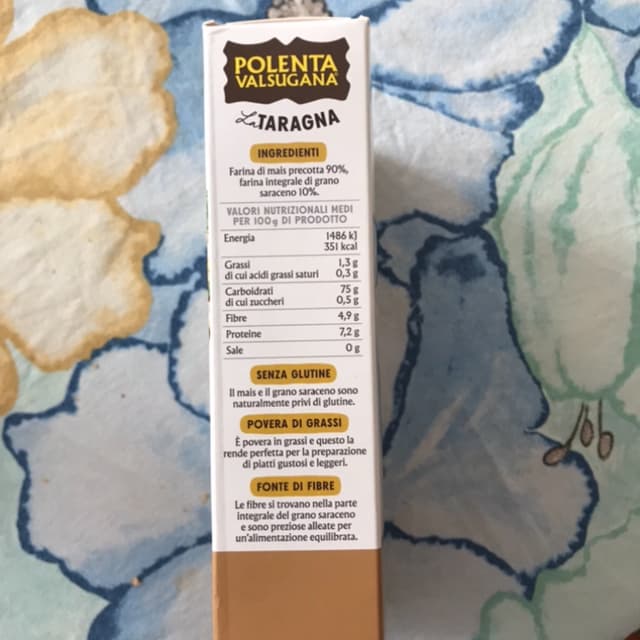 POLENTA
VALSUGANA
La TARAGNA
INGREDIENTI
Farina di mais precotta 90%,
farina integrale di grano
saraceno 10%.
VALORI NUTRIZIONALI MEDI
PER 100g DI PRODOTTO
Energia 1486 kJ
351 kcal
Grassi 1,3 g
di cui acidi grassi saturi 0,3 g
Carboidrati 75 g
di cui zuccheri 0,5 g
Fibre 4,9 g
Proteine 7,2 g
Sale 0 g
SENZA GLUTINE
Il mais e il grano saraceno sono
naturalmente privi di glutine.
POVERA DI GRASSI
È povera in grassi e questo la
rende perfetta per la preparazione
di piatti gustosi e leggeri.
FONTE DI FIBRE
Le fibre si trovano nella parte
integrale del grano saraceno
e sono preziose alleate per
un'alimentazione equilibrata.